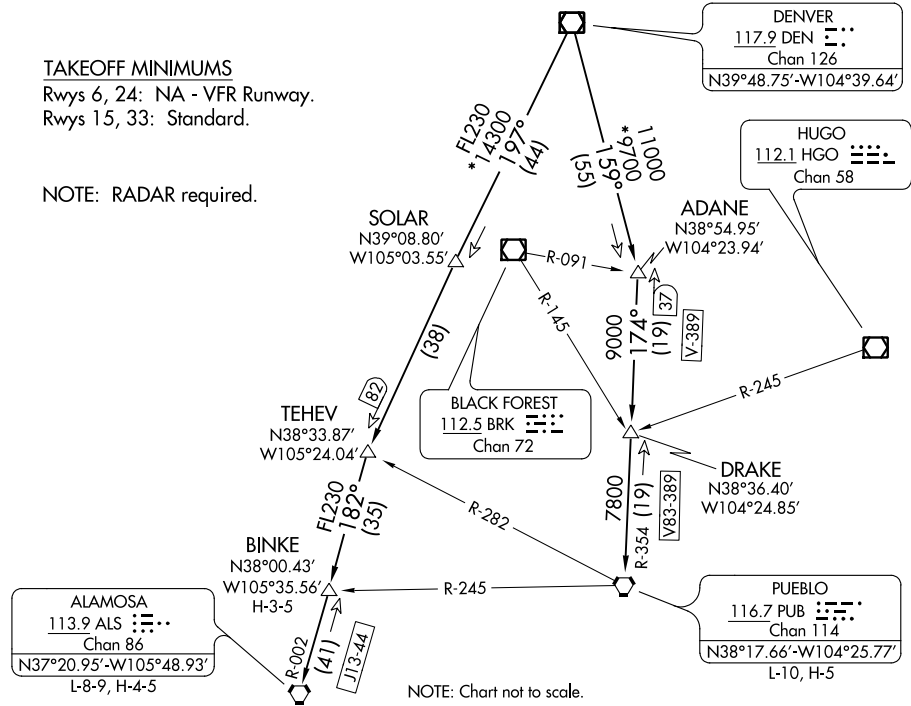 DENVER
117.9 DEN
Chan 126
N39°48.75'-W104°39.64'
TAKEOFF MINIMUMS
Rwys 6, 24: NA - VFR Runway.
Rwys 15, 33: Standard.
NOTE: RADAR required.
FL230
*14300
197°
(44)
11000
*9700
159°
(55)
HUGO
112.1 HGO
Chan 58
SOLAR
N39°08.80'
W105°03.55'
ADANE
N38°54.95'
W104°23.94'
R-091
R-145
(38)
82
9000
174°
(19)
37
V-389
R-245
BLACK FOREST
112.5 BRK
Chan 72
TEHEV
N38°33.87'
W105°24.04'
DRAKE
N38°36.40'
W104°24.85'
FL230
182°
(35)
R-282
7800
R-354
(19)
V83-389
BINKE
N38°00.43'
W105°35.56'
H-3-5
R-245
PUEBLO
116.7 PUB
Chan 114
N38°17.66'-W104°25.77'
L-10, H-5
ALAMOSA
113.9 ALS
Chan 86
N37°20.95'-W105°48.93'
L-8-9, H-4-5
R-002
(41)
J13-44
NOTE: Chart not to scale.